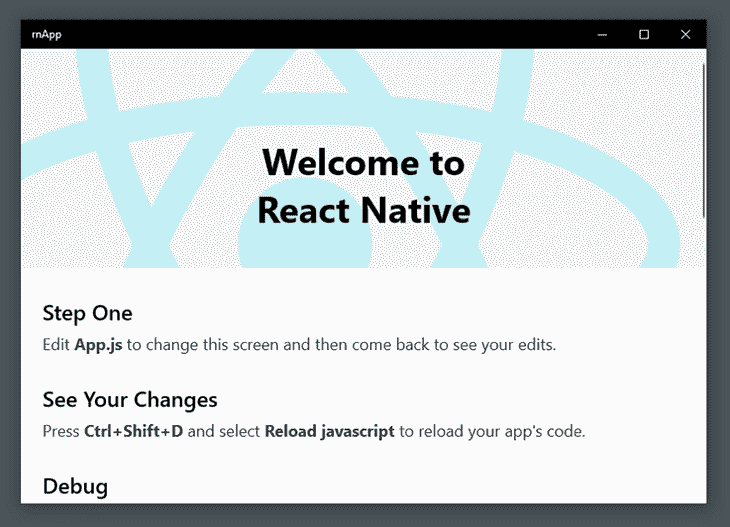 rnApp
Welcome to
React Native
Step One
Edit App.js to change this screen and then come back to see your edits.
See Your Changes
Press Ctrl+Shift+D and select Reload javascript to reload your app's code.
Debug